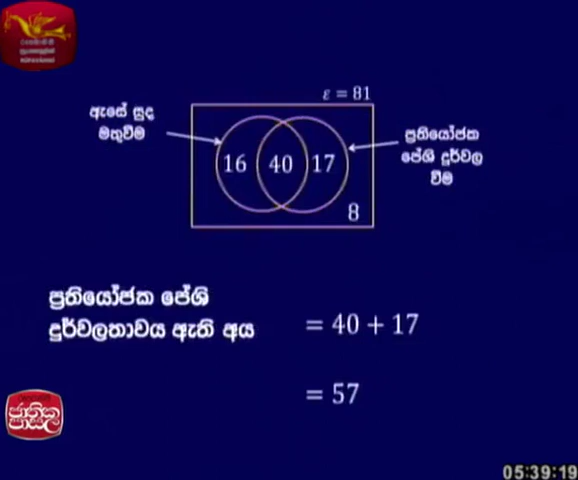 ε = 81
ඇසේ සුද
මතුවීම
ප්‍රතියෝජක
පේශි දුර්වල
වීම
16 40 17
8
ප්‍රතියෝජක පේශි
දුර්වලතාවය ඇති අය = 40 + 17
= 57
ජාතික
පාසල
05:39:19